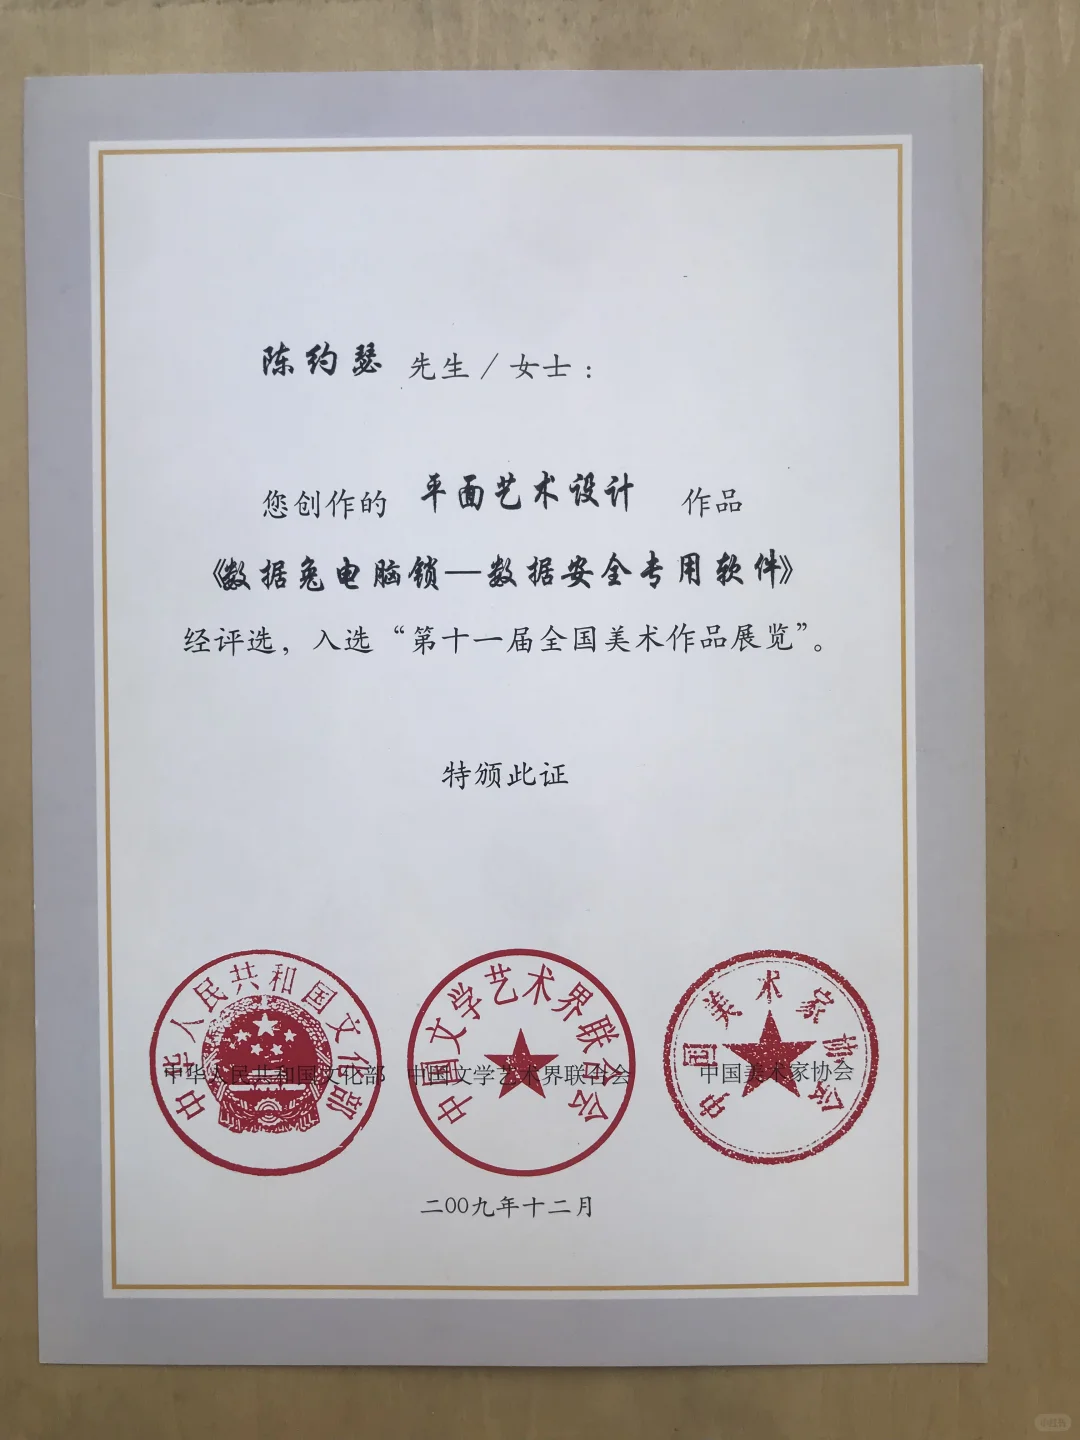 陈约瑟 先生／女士：
您创作的 平面艺术设计 作品
《数据兔电脑锁—数据安全专用软件》
经评选，入选“第十一届全国美术作品展览”。
特颁此证
中华人民共和国文化部
中国文学艺术界联合会
中国美术家协会
中华人民共和国文化部 中国文学艺术界联合会 中国美术家协会
二〇〇九年十二月